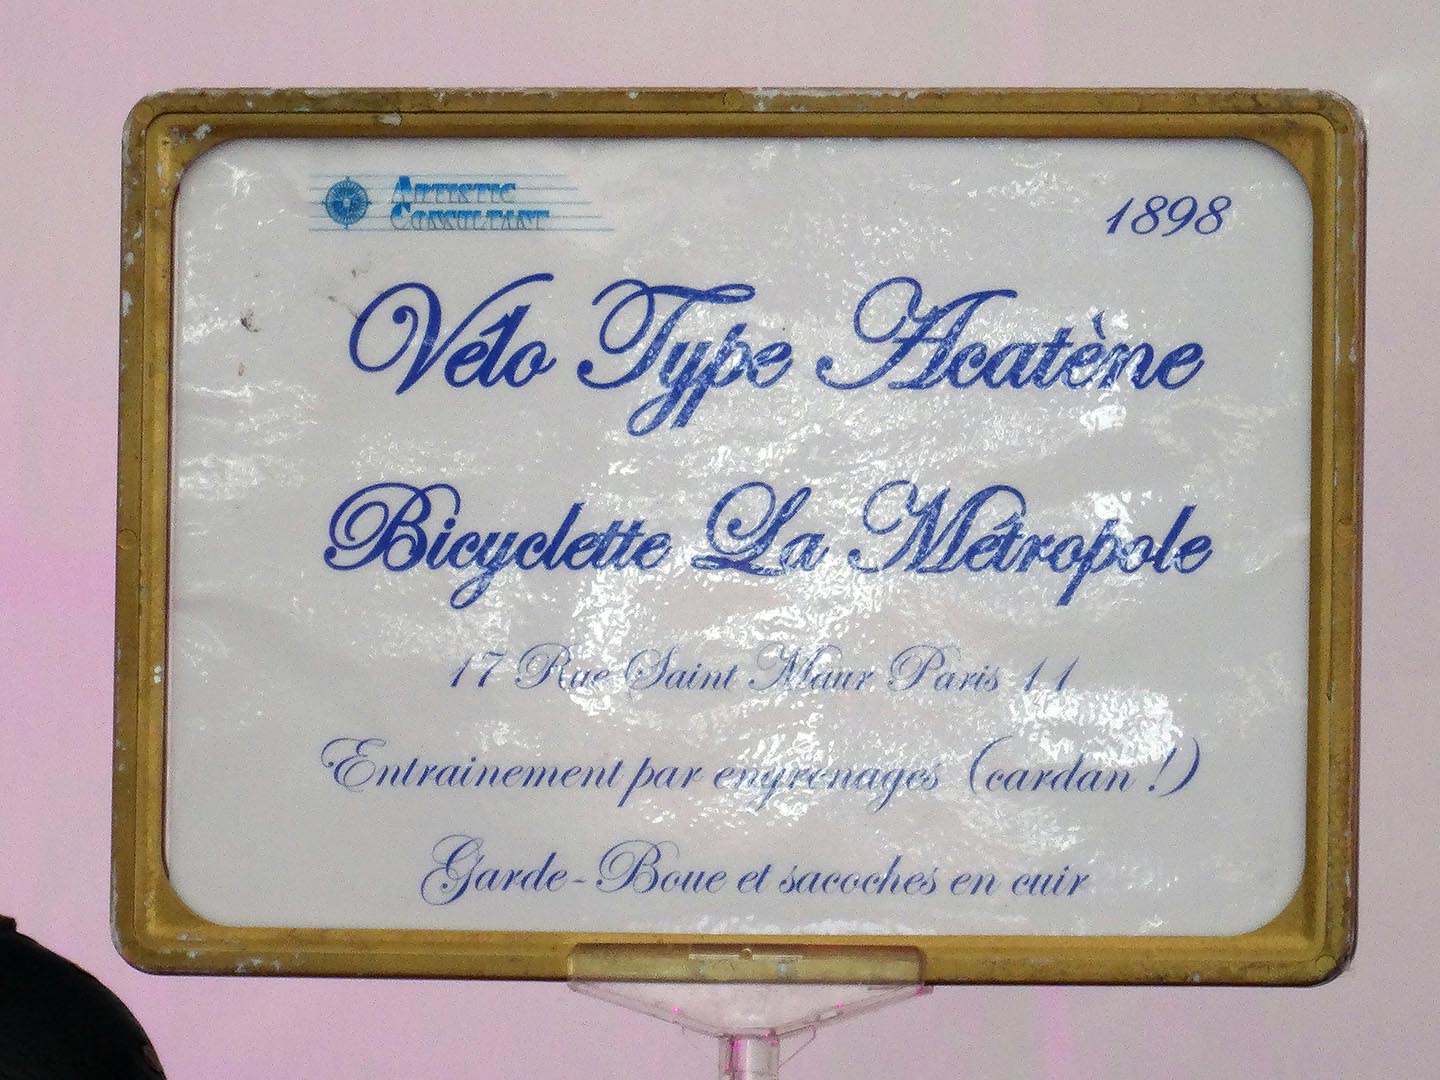 Artistic
Consultant
1898
Vélo Type Acatène
Bicyclette La Métropole
17 Rue Saint Maur Paris 11
Entrainement par engrenages (cardan !)
Garde-Boue et sacoches en cuir